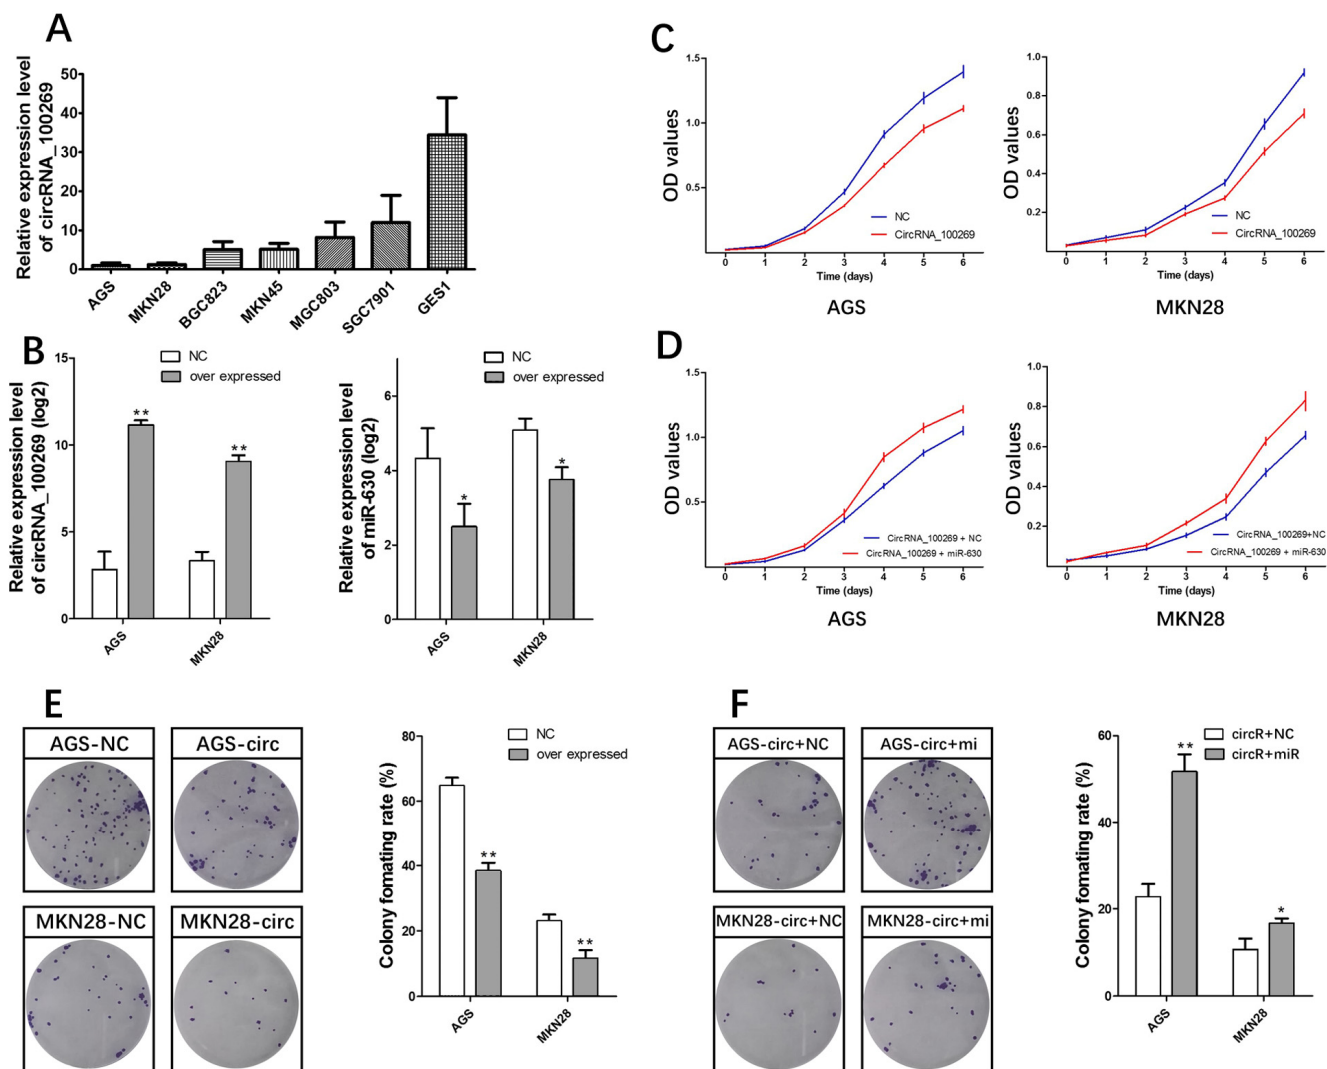 A
Relative expression level
of circRNA_100269
50
40
30
20
10
0
AGS
MKN28
BGC823
MKN45
MGC803
SGC7901
GES1
B
NC
over expressed
Relative expression level
of circRNA_100269 (log2)
15
10
5
0
**
**
AGS
MKN28
NC
over expressed
Relative expression level
of miR-630 (log2)
6
4
2
0
*
*
AGS
MKN28
C
OD values
1.5
1.0
0.5
NC
CircRNA_100269
0 1 2 3 4 5 6
Time (days)
AGS
OD values
1.0
0.8
0.6
0.4
0.2
NC
CircRNA_100269
0 1 2 3 4 5 6
Time (days)
MKN28
D
OD values
1.5
1.0
0.5
CircRNA_100269 + NC
CircRNA_100269 + miR-630
0 1 2 3 4 5 6
Time (days)
AGS
OD values
1.0
0.8
0.6
0.4
0.2
CircRNA_100269+NC
CircRNA_100269 + miR-630
0 1 2 3 4 5 6
Time (days)
MKN28
E
AGS-NC
AGS-circ
MKN28-NC
MKN28-circ
NC
over expressed
Colony fomating rate (%)
80
60
40
20
0
**
**
AGS
MKN28
F
AGS-circ+NC
AGS-circ+mi
MKN28-circ+NC
MKN28-circ+mi
circR+NC
circR+miR
Colony fomating rate (%)
60
40
20
0
**
*
AGS
MKN28